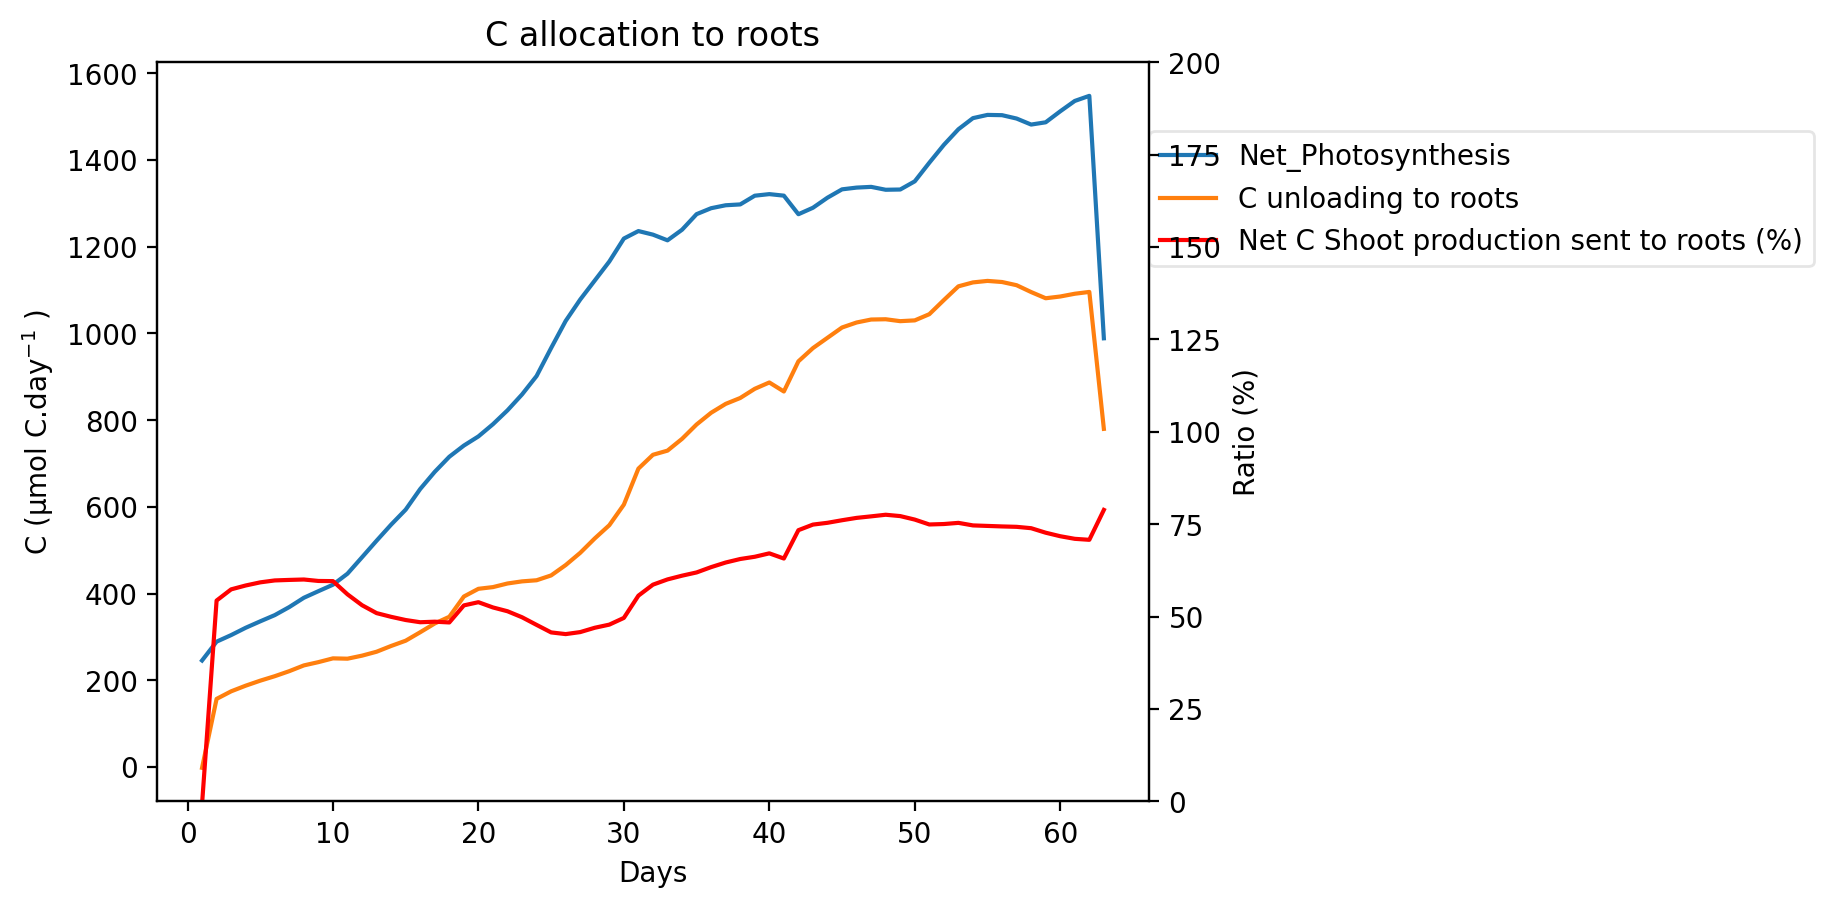 C allocation to roots
1600
1400
1200
1000
800
600
400
200
0
C (µmol C.day⁻¹ )
0 10 20 30 40 50 60
Days
200
175
150
125
100
75
50
25
0
Ratio (%)
Net_Photosynthesis
C unloading to roots
Net C Shoot production sent to roots (%)